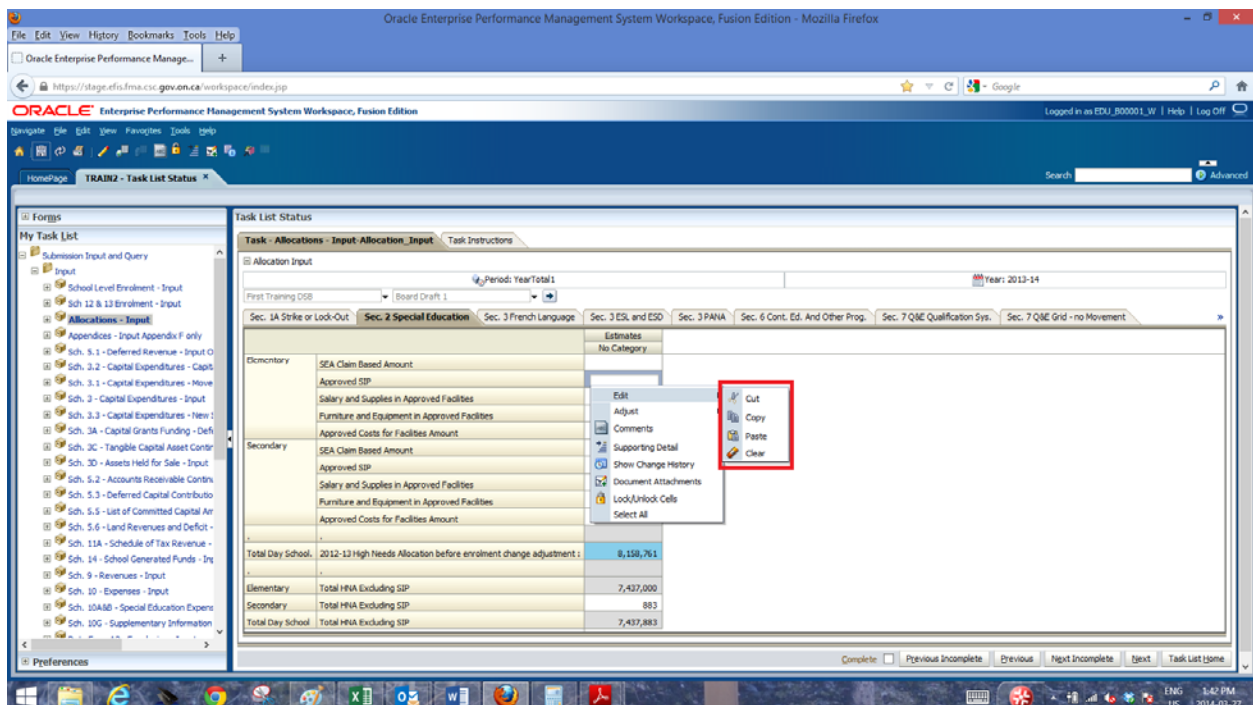 Oracle Enterprise Performance Management System Workspace, Fusion Edition - Mozilla Firefox
File Edit View History Bookmarks Tools Help
Oracle Enterprise Performance Manage... +
https://stage.efis.fma.csc.gov.on.ca/workspace/index.jsp
Google
ORACLE Enterprise Performance Management System Workspace, Fusion Edition
Logged in as EDU_B00001_W | Help | Log Off
Navigate File Edit View Favorites Tools Help
HomePage TRAIN2 - Task List Status ×
Search Advanced
Forms
Task List Status
My Task List
Task - Allocations - Input-Allocation_Input Task Instructions
Submission Input and Query
Input
School Level Enrolment - Input
Sch 12 & 13 Enrolment - Input
Allocations - Input
Appendices - Input Appendix F only
Sch. 5.1 - Deferred Revenue - Input O
Sch. 3.2 - Capital Expenditures - Capit
Sch. 3.1 - Capital Expenditures - Move
Sch. 3 - Capital Expenditures - Input
Sch. 3.3 - Capital Expenditures - New
Sch. 3A - Capital Grants Funding - Defi
Sch. 3C - Tangible Capital Asset Contir
Sch. 3D - Assets Held for Sale - Input
Sch. 5.2 - Accounts Receivable Contin
Sch. 5.3 - Deferred Capital Contributio
Sch. 5.5 - List of Committed Capital Am
Sch. 5.6 - Land Revenues and Deficit -
Sch. 11A - Schedule of Tax Revenue -
Sch. 14 - School Generated Funds - Inp
Sch. 9 - Revenues - Input
Sch. 10 - Expenses - Input
Sch. 10A&B - Special Education Expens
Sch. 10G - Supplementary Information
Preferences
Allocation Input
Period: YearTotal1
Year: 2013-14
First Training DSB Board Draft 1
Sec. 1A Strike or Lock-Out Sec. 2 Special Education Sec. 3 French Language Sec. 3 ESL and ESD Sec. 3 PANA Sec. 6 Cont. Ed. And Other Prog. Sec. 7 Q&E Qualification Sys. Sec. 7 Q&E Grid - no Movement »
Estimates
No Category
Elementary SEA Claim Based Amount
Approved SIP
Salary and Supplies in Approved Facilities
Furniture and Equipment in Approved Facilities
Approved Costs for Facilities Amount
Secondary SEA Claim Based Amount
Approved SIP
Salary and Supplies in Approved Facilities
Furniture and Equipment in Approved Facilities
Approved Costs for Facilities Amount
. .
Total Day School. 2012-13 High Needs Allocation before enrolment change adjustment : 8,158,761
. .
Elementary Total HNA Excluding SIP 7,437,000
Secondary Total HNA Excluding SIP 883
Total Day School Total HNA Excluding SIP 7,437,883
Edit
Adjust
Comments
Supporting Detail
Show Change History
Document Attachments
Lock/Unlock Cells
Select All
Cut
Copy
Paste
Clear
Complete Previous Incomplete Previous Next Incomplete Next Task List Home
ENG 1:42 PM
US 2014-03-27